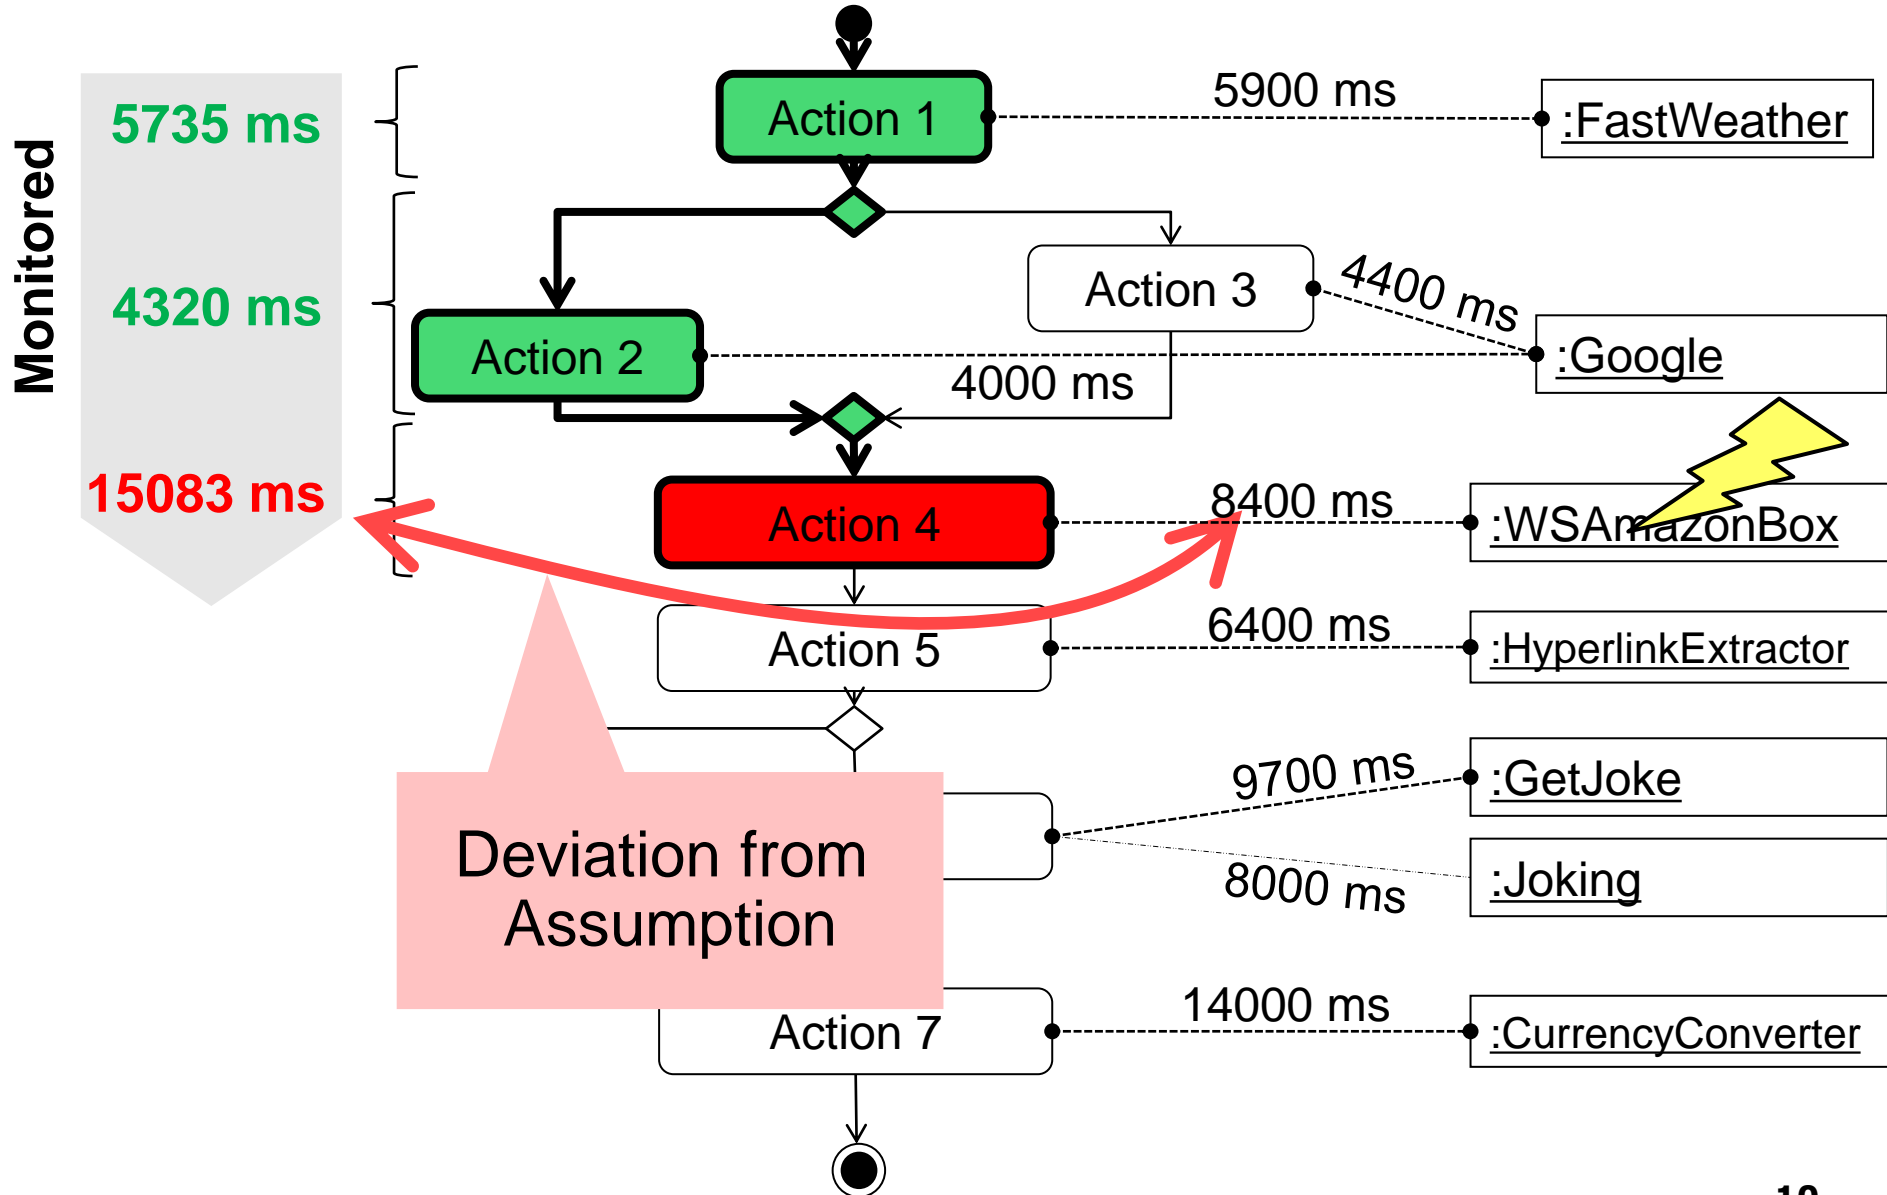 Monitored
5735 ms
4320 ms
15083 ms
Action 1
5900 ms
:FastWeather
Action 3
4400 ms
:Google
Action 2
4000 ms
Action 4
8400 ms
:WSAmazonBox
Action 5
6400 ms
:HyperlinkExtractor
9700 ms
:GetJoke
8000 ms
:Joking
Deviation from
Assumption
Action 7
14000 ms
:CurrencyConverter